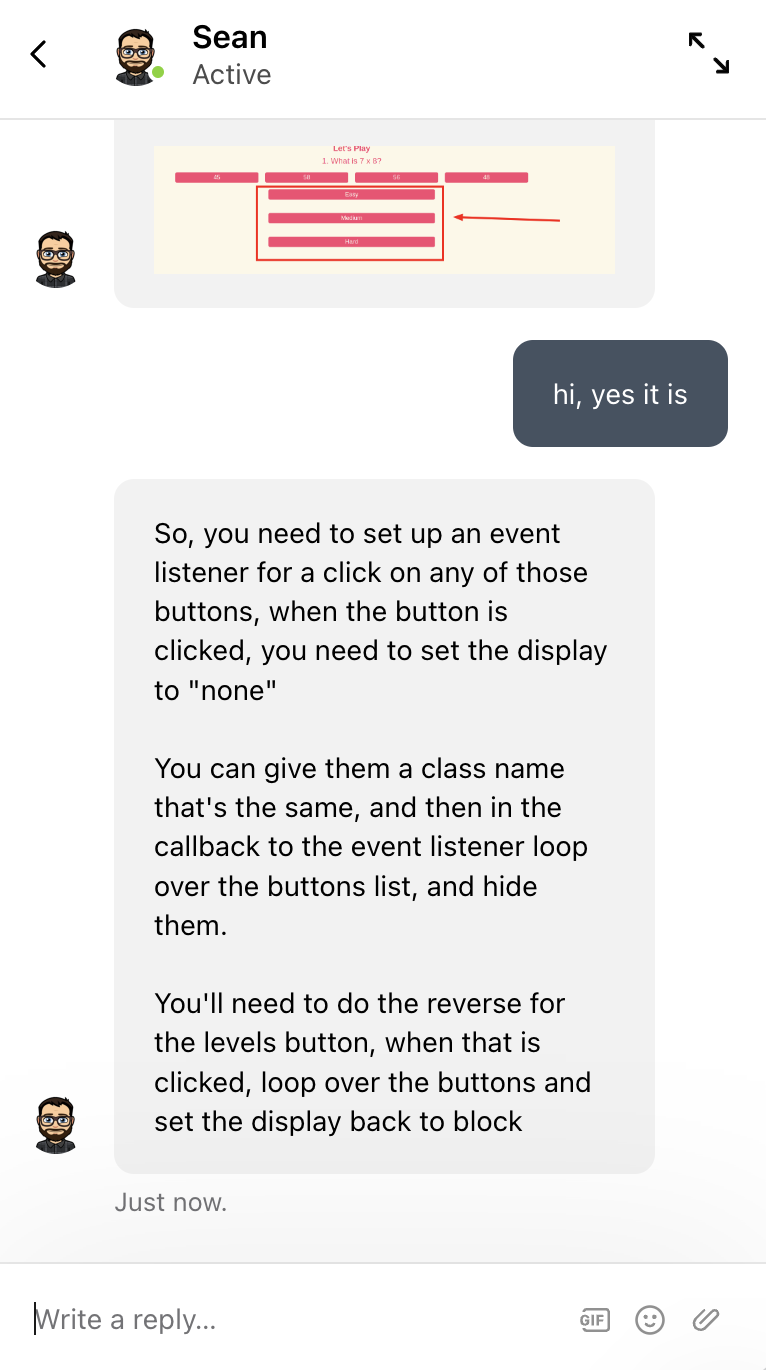 Sean
Active
Let's Play
1. What is 7 x 8?
45 58 56 48
Easy
Medium
Hard
hi, yes it is
So, you need to set up an event
listener for a click on any of those
buttons, when the button is
clicked, you need to set the display
to "none"
You can give them a class name
that's the same, and then in the
callback to the event listener loop
over the buttons list, and hide
them.
You'll need to do the reverse for
the levels button, when that is
clicked, loop over the buttons and
set the display back to block
Just now.
Write a reply...
GIF